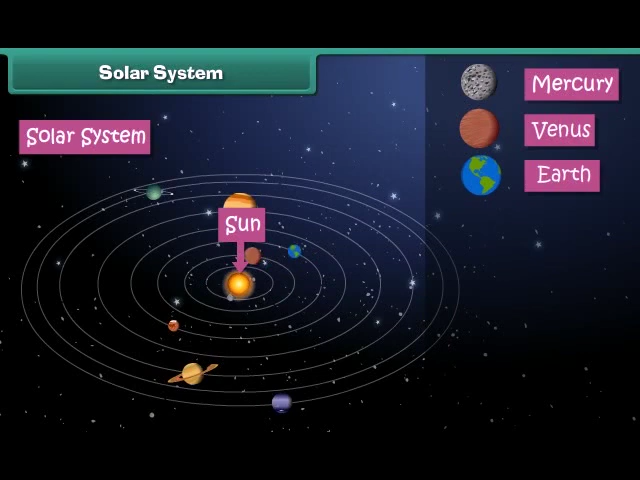 Solar System
Solar System
Sun
Mercury
Venus
Earth